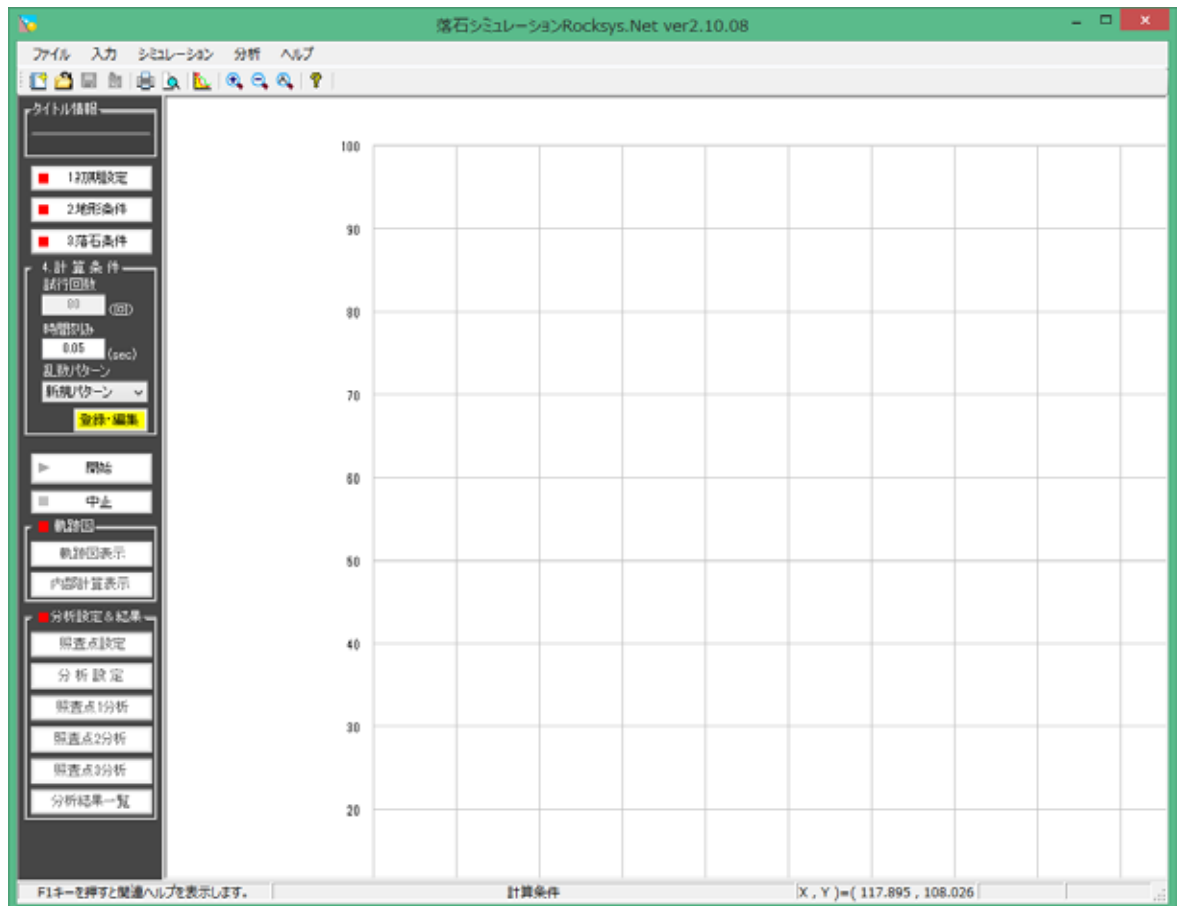 落石シミュレーションRocksys.Net ver2.10.08
ファイル 入力 シミュレーション 分析 ヘルプ
タイトル情報
1.初期設定
2.地形条件
3.落石条件
4.計算条件
試行回数
(回)
時間刻み
0.05 (sec)
乱数パターン
新規パターン
登録・編集
開始
中止
軌跡図
軌跡図表示
内部計算表示
分析設定&結果
照査点設定
分析設定
照査点1分析
照査点2分析
照査点3分析
分析結果一覧
100
90
80
70
60
50
40
30
20
F1キーを押すと関連ヘルプを表示します。 計算条件 X , Y )=( 117.895 , 108.026